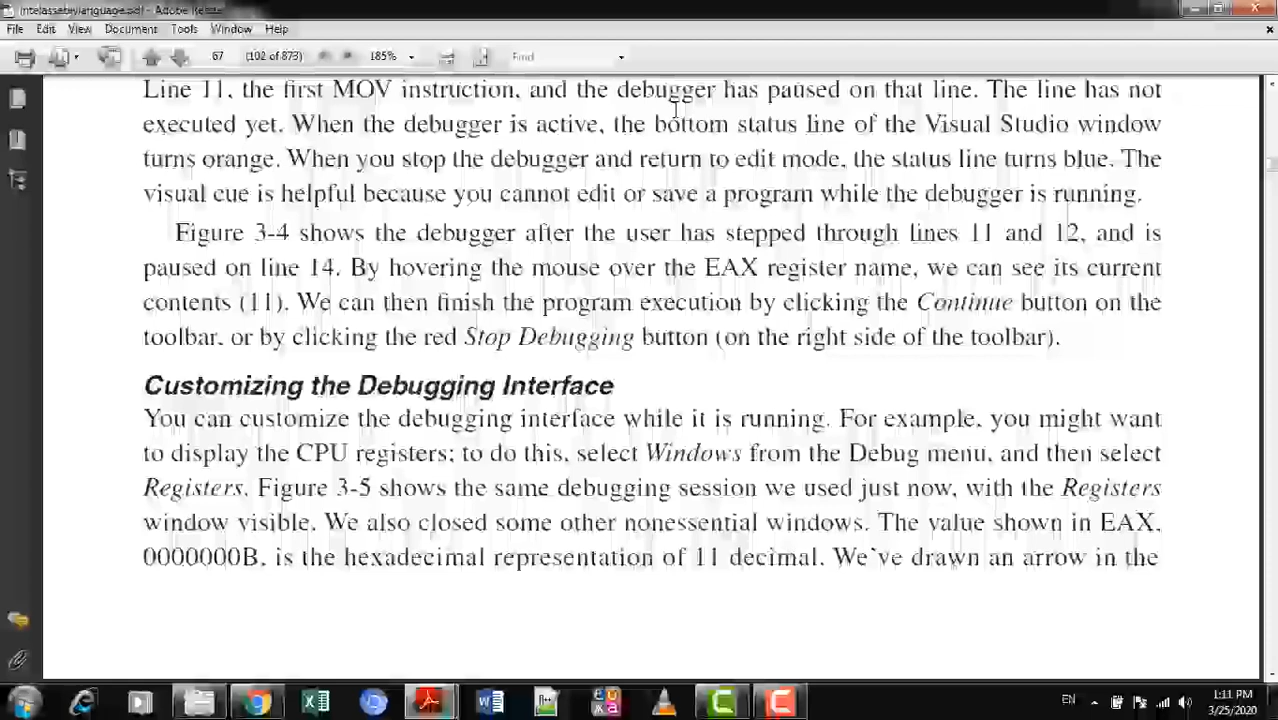 intelassebylanguage.pdf - Adobe Reader
File Edit View Document Tools Window Help
67 (102 of 873) 185% Find
Line 11, the first MOV instruction, and the debugger has paused on that line. The line has not
executed yet. When the debugger is active, the bottom status line of the Visual Studio window
turns orange. When you stop the debugger and return to edit mode, the status line turns blue. The
visual cue is helpful because you cannot edit or save a program while the debugger is running.
Figure 3-4 shows the debugger after the user has stepped through lines 11 and 12, and is
paused on line 14. By hovering the mouse over the EAX register name, we can see its current
contents (11). We can then finish the program execution by clicking the Continue button on the
toolbar, or by clicking the red Stop Debugging button (on the right side of the toolbar).
Customizing the Debugging Interface
You can customize the debugging interface while it is running. For example, you might want
to display the CPU registers; to do this, select Windows from the Debug menu, and then select
Registers. Figure 3-5 shows the same debugging session we used just now, with the Registers
window visible. We also closed some other nonessential windows. The value shown in EAX,
0000000B, is the hexadecimal representation of 11 decimal. We've drawn an arrow in the
EN 1:11 PM
3/25/2020